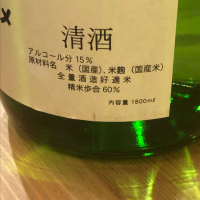 清酒
アルコール分 15%
原材料名 米(国産)、米麹(国産米)
全量酒造好適米
精米歩合 60%
内容量 1800ml